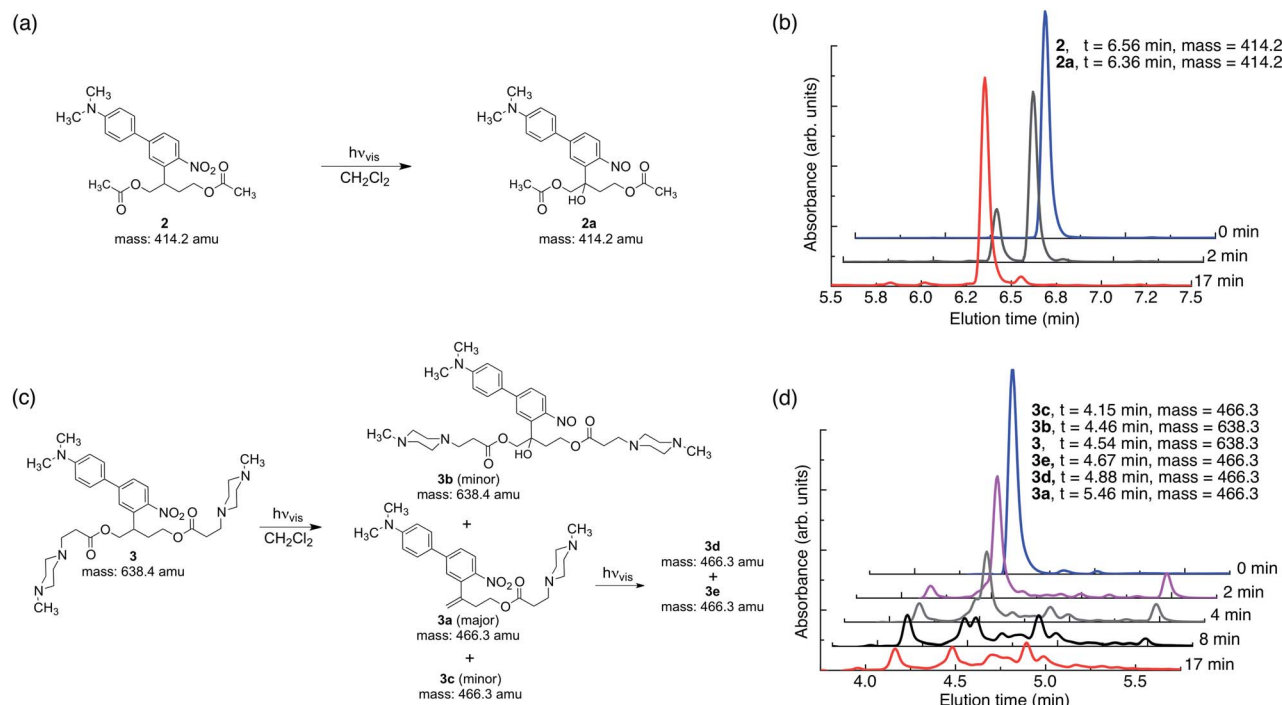 (a)
H₃C
N
H₃C
NO₂
O
H₃C
O
O
O
CH₃
2
mass: 414.2 amu
hνvis
CH₂Cl₂
CH₃
N
H₃C
NO
O
H₃C
O
HO
O
O
CH₃
2a
mass: 414.2 amu
(b)
2, t = 6.56 min, mass = 414.2
2a, t = 6.36 min, mass = 414.2
Absorbance (arb. units)
0 min
2 min
17 min
5.5 5.8 6.0 6.2 6.5 6.8 7.0 7.2 7.5
Elution time (min)
(c)
CH₃
N
H₃C
NO₂
CH₃
N
N
O
O
O
O
N
N
CH₃
3
mass: 638.4 amu
hνvis
CH₂Cl₂
CH₃
N
H₃C
NO
H₃C
N
N
O
O
HO
O
O
N
N
CH₃
3b (minor)
mass: 638.4 amu
+
CH₃
N
H₃C
NO₂
CH₃
N
N
O
O
3a (major)
mass: 466.3 amu
+
3c (minor)
mass: 466.3 amu
hνvis
3d
mass: 466.3 amu
+
3e
mass: 466.3 amu
(d)
3c, t = 4.15 min, mass = 466.3
3b, t = 4.46 min, mass = 638.3
3, t = 4.54 min, mass = 638.3
3e, t = 4.67 min, mass = 466.3
3d, t = 4.88 min, mass = 466.3
3a, t = 5.46 min, mass = 466.3
Absorbance (arb. units)
0 min
2 min
4 min
8 min
17 min
4.0 4.5 5.0 5.5
Elution time (min)